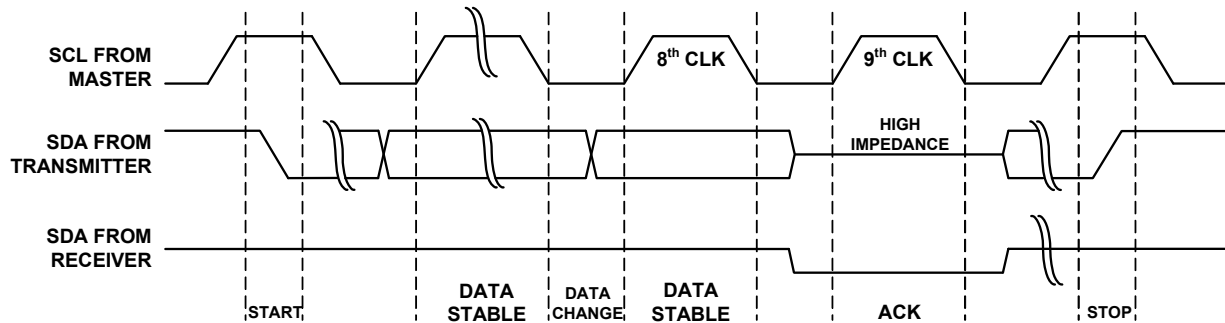 SCL FROM
MASTER
8th CLK
9th CLK
SDA FROM
TRANSMITTER
HIGH
IMPEDANCE
SDA FROM
RECEIVER
START
DATA
STABLE
DATA
CHANGE
DATA
STABLE
ACK
STOP